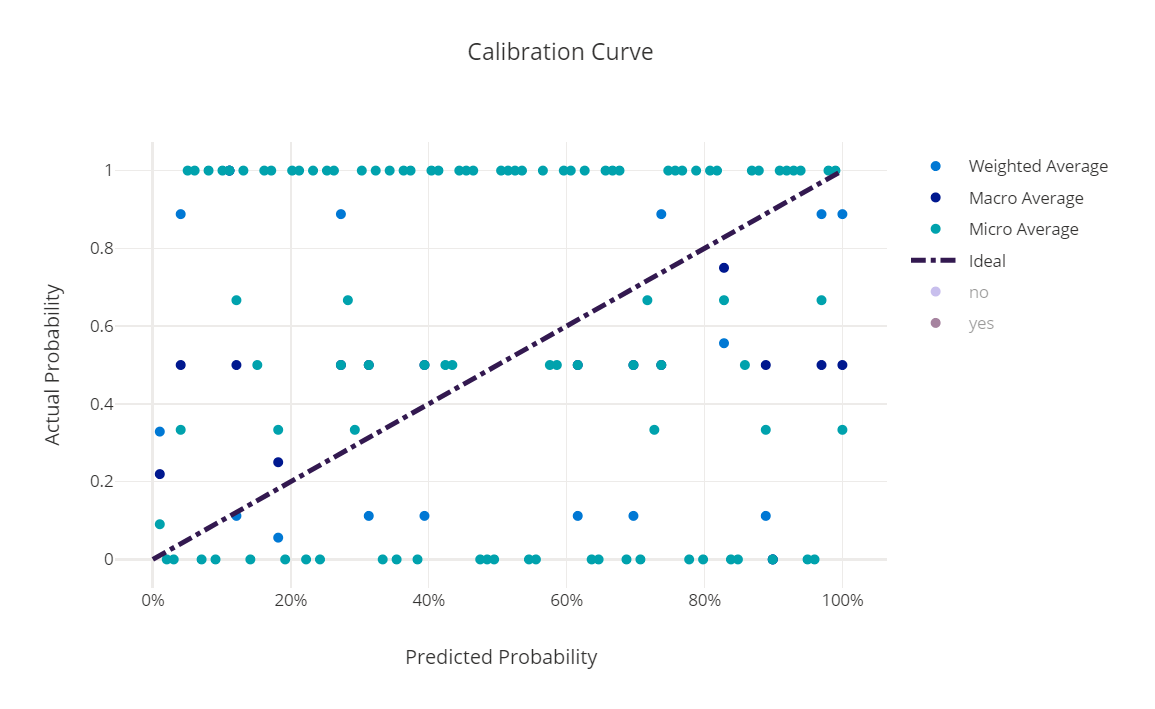 Calibration Curve
1
0.8
0.6
0.4
0.2
0
Actual Probability
0%
20%
40%
60%
80%
100%
Predicted Probability
Weighted Average
Macro Average
Micro Average
Ideal
no
yes